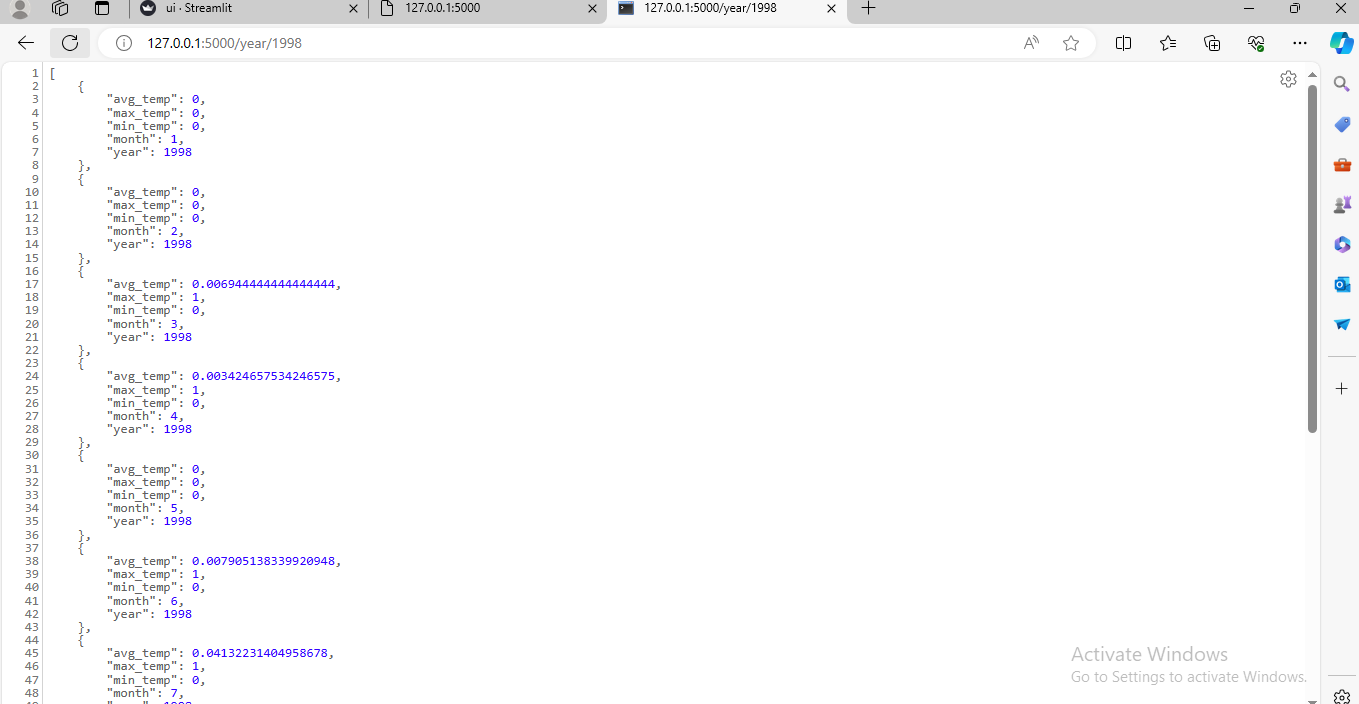 ui · Streamlit
127.0.0.1:5000
127.0.0.1:5000/year/1998
127.0.0.1:5000/year/1998
1 [
2 {
3 "avg_temp": 0,
4 "max_temp": 0,
5 "min_temp": 0,
6 "month": 1,
7 "year": 1998
8 },
9 {
10 "avg_temp": 0,
11 "max_temp": 0,
12 "min_temp": 0,
13 "month": 2,
14 "year": 1998
15 },
16 {
17 "avg_temp": 0.006944444444444444,
18 "max_temp": 1,
19 "min_temp": 0,
20 "month": 3,
21 "year": 1998
22 },
23 {
24 "avg_temp": 0.003424657534246575,
25 "max_temp": 1,
26 "min_temp": 0,
27 "month": 4,
28 "year": 1998
29 },
30 {
31 "avg_temp": 0,
32 "max_temp": 0,
33 "min_temp": 0,
34 "month": 5,
35 "year": 1998
36 },
37 {
38 "avg_temp": 0.007905138339920948,
39 "max_temp": 1,
40 "min_temp": 0,
41 "month": 6,
42 "year": 1998
43 },
44 {
45 "avg_temp": 0.04132231404958678,
46 "max_temp": 1,
47 "min_temp": 0,
48 "month": 7,
Activate Windows
Go to Settings to activate Windows.